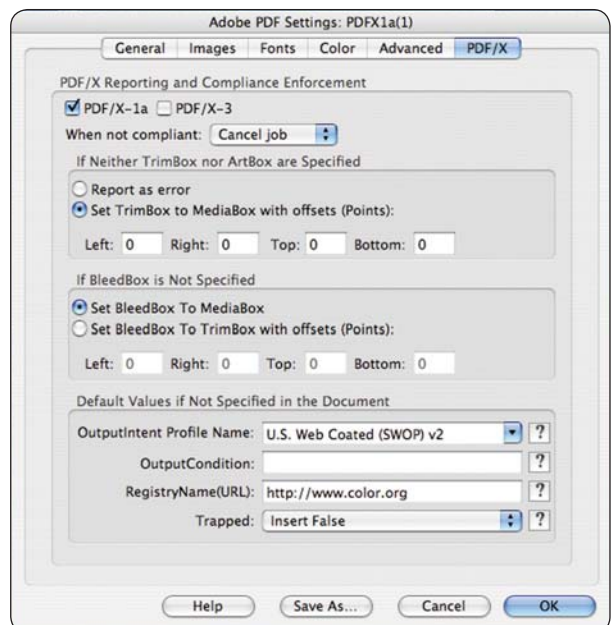 Adobe PDF Settings: PDFX1a(1)
General Images Fonts Color Advanced PDF/X
PDF/X Reporting and Compliance Enforcement
PDF/X-1a PDF/X-3
When not compliant: Cancel job
If Neither TrimBox nor ArtBox are Specified
Report as error
Set TrimBox to MediaBox with offsets (Points):
Left: 0 Right: 0 Top: 0 Bottom: 0
If BleedBox is Not Specified
Set BleedBox To MediaBox
Set BleedBox To TrimBox with offsets (Points):
Left: 0 Right: 0 Top: 0 Bottom: 0
Default Values if Not Specified in the Document
OutputIntent Profile Name: U.S. Web Coated (SWOP) v2 ?
OutputCondition: ?
RegistryName(URL): http://www.color.org ?
Trapped: Insert False ?
Help Save As... Cancel OK